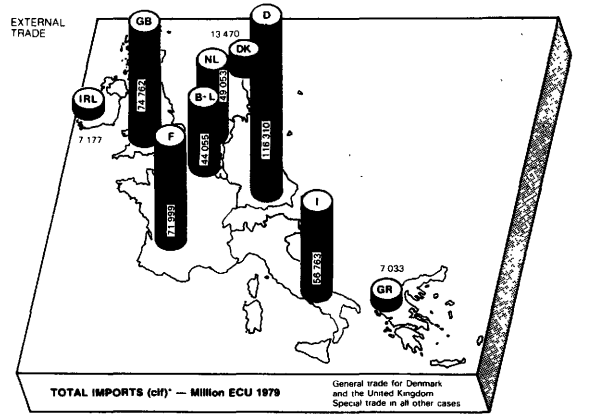 EXTERNAL
TRADE
GB
D
13 470
NL
DK
IRL
B-L
F
74 762
49 053
116 310
7 177
44 055
71 999
I
56 763
7 033
GR
TOTAL IMPORTS (cif)* — Million ECU 1979
General trade for Denmark
and the United Kingdom
Special trade in all other cases